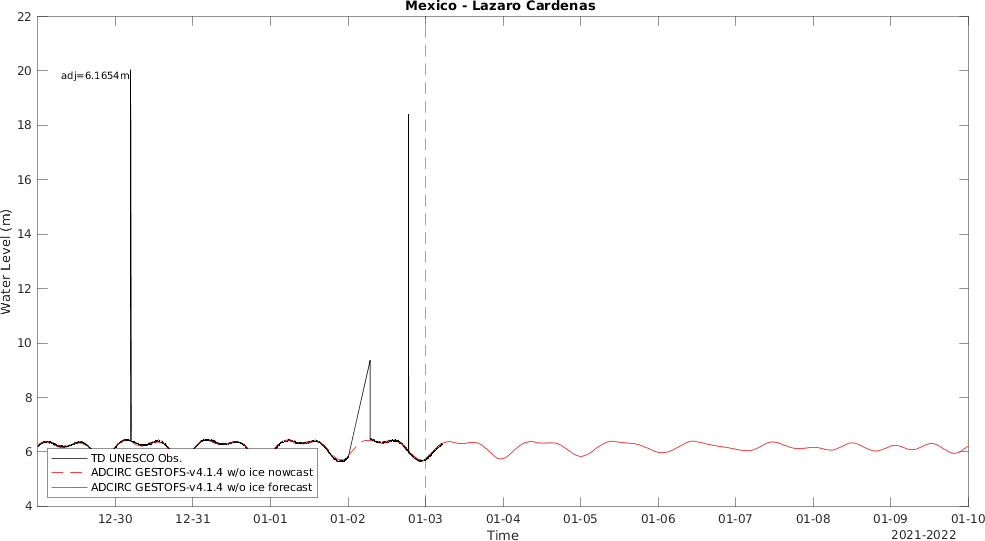 Mexico - Lazaro Cardenas
22
20
18
16
14
12
10
8
6
4
Water Level (m)
adj=6.1654m
TD UNESCO Obs.
ADCIRC GESTOFS-v4.1.4 w/o ice nowcast
ADCIRC GESTOFS-v4.1.4 w/o ice forecast
12-30 12-31 01-01 01-02 01-03 01-04 01-05 01-06 01-07 01-08 01-09 01-10
Time
2021-2022